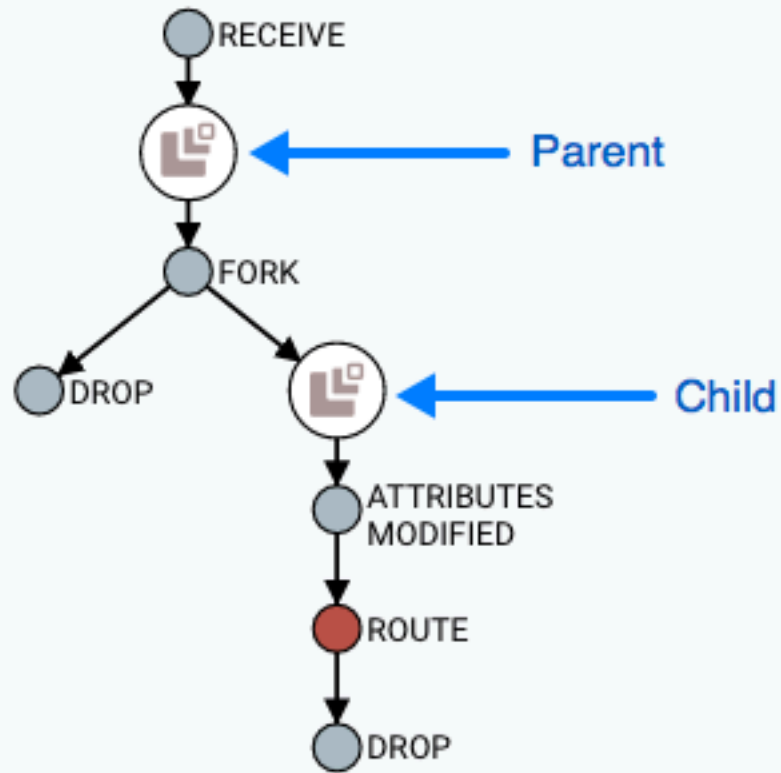 RECEIVE
Parent
FORK
DROP
Child
ATTRIBUTES
MODIFIED
ROUTE
DROP